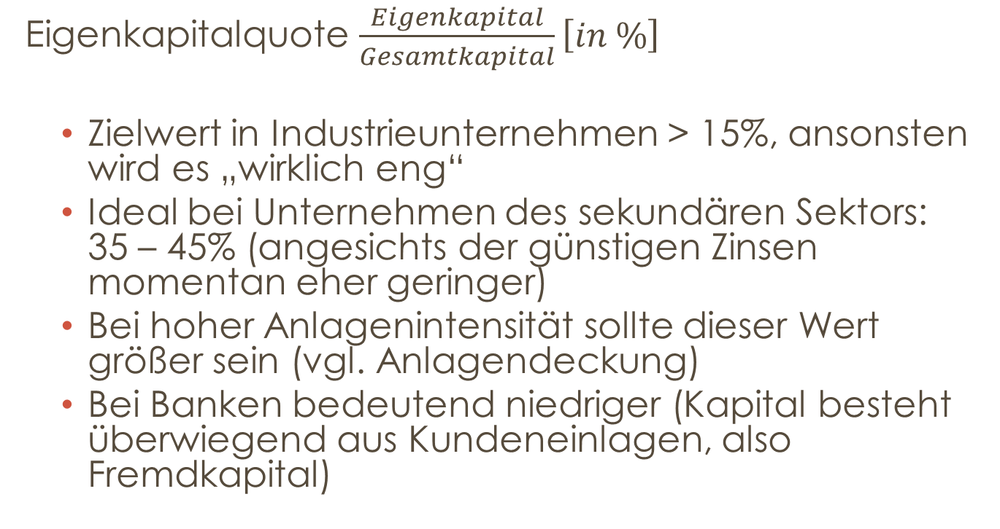 Eigenkapitalquote Eigenkapital/Gesamtkapital [in %]
• Zielwert in Industrieunternehmen > 15%, ansonsten
wird es „wirklich eng“
• Ideal bei Unternehmen des sekundären Sektors:
35 – 45% (angesichts der günstigen Zinsen
momentan eher geringer)
• Bei hoher Anlagenintensität sollte dieser Wert
größer sein (vgl. Anlagendeckung)
• Bei Banken bedeutend niedriger (Kapital besteht
überwiegend aus Kundeneinlagen, also
Fremdkapital)